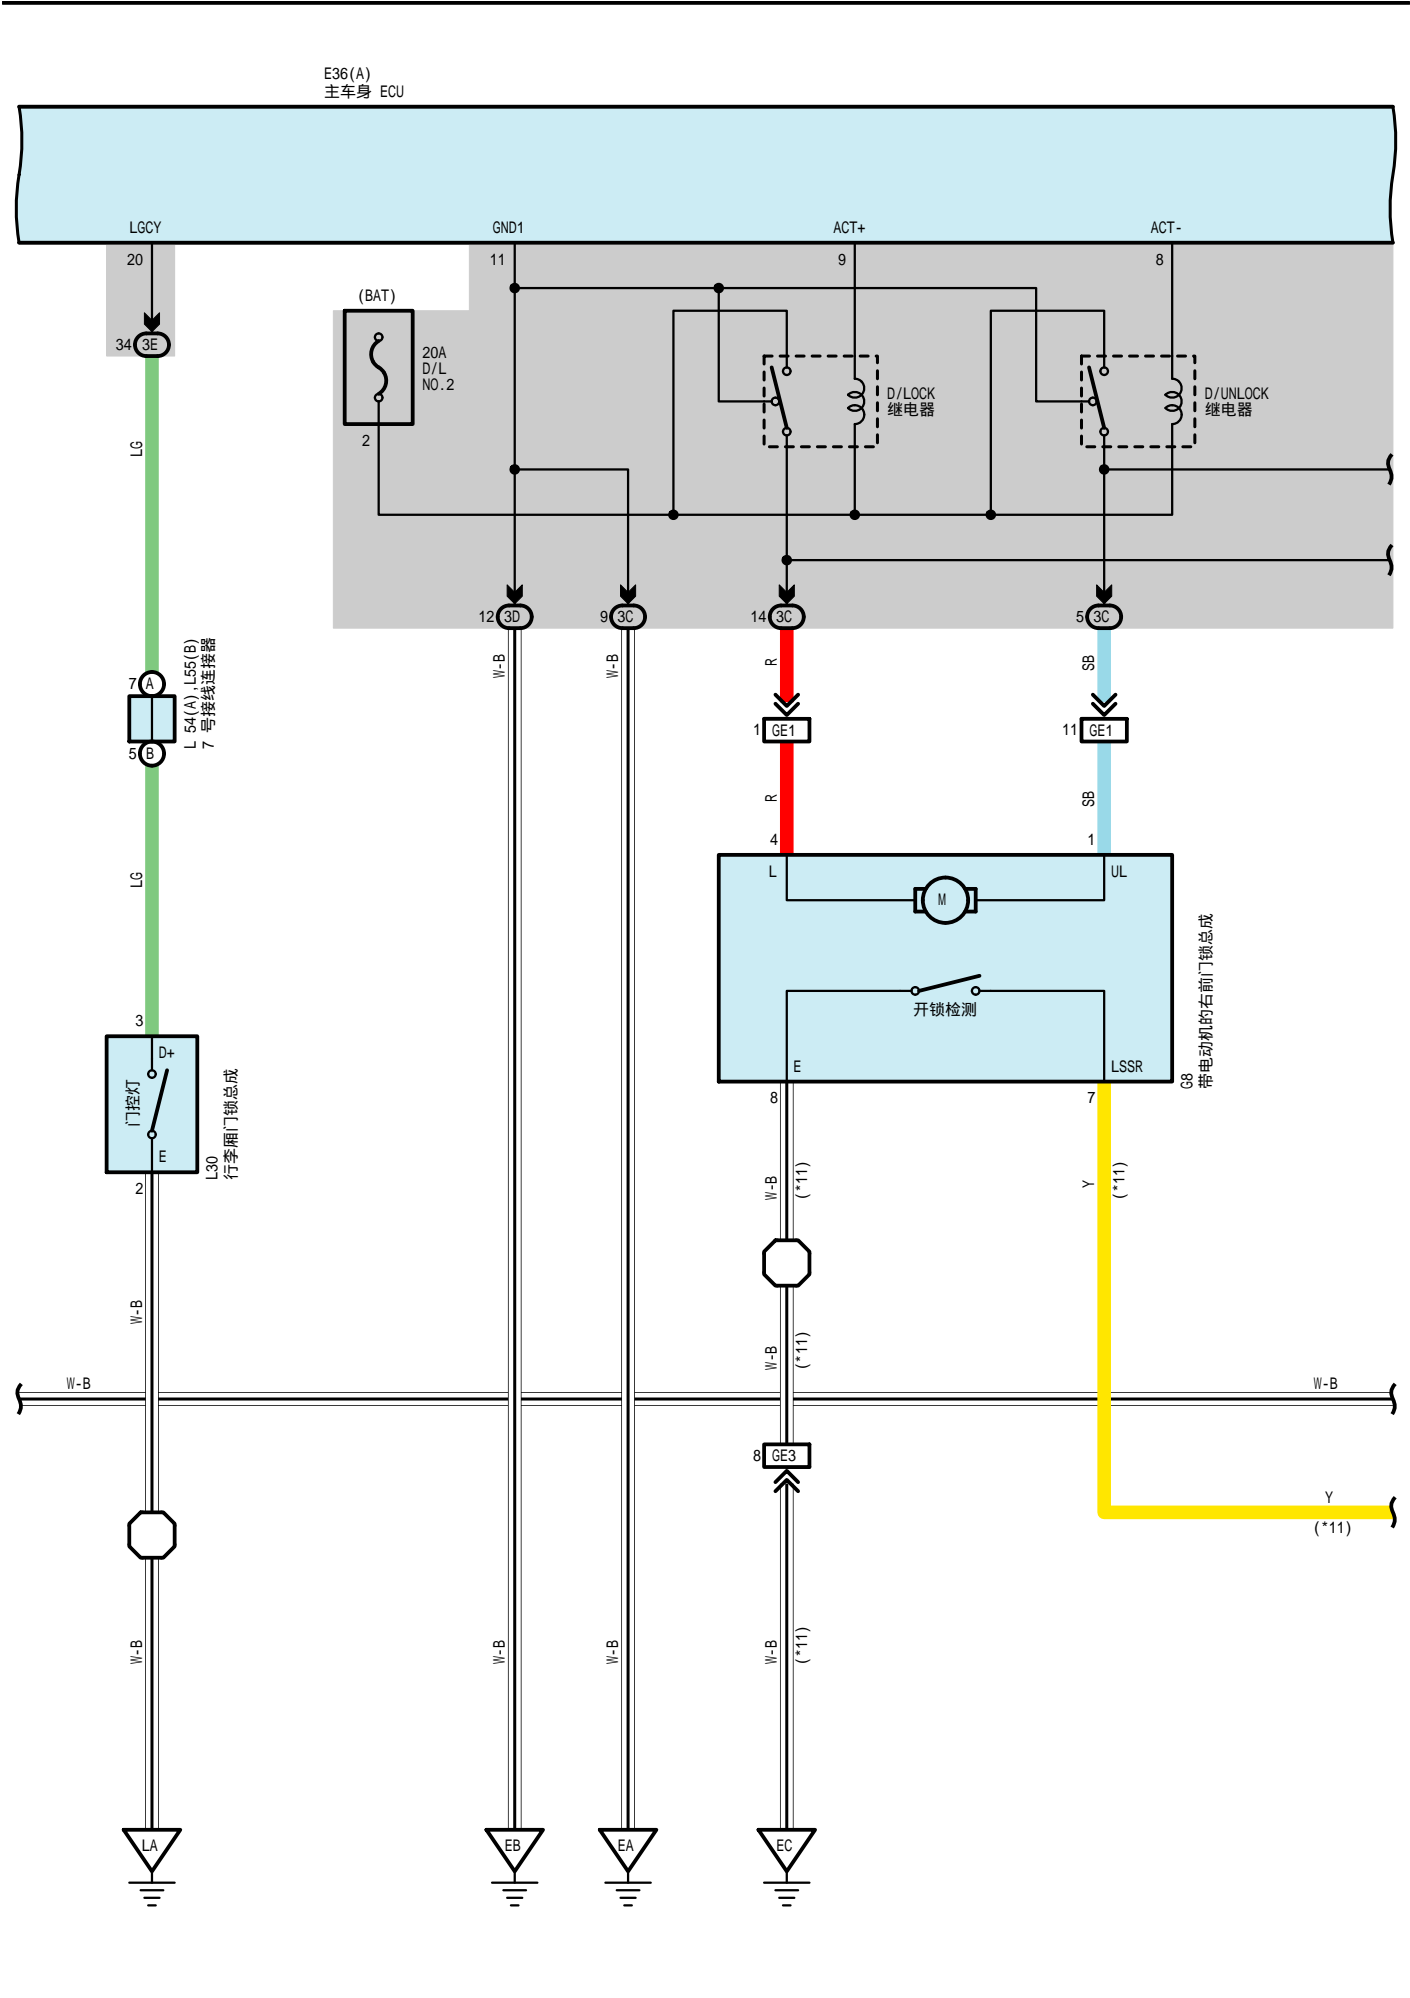 E36(A)
主车身 ECU
LGCY
GND1
ACT+
ACT-
20
11
9
8
(BAT)
34
3E
20A
D/L
NO.2
D/LOCK
继电器
D/UNLOCK
继电器
2
LG
12
3D
9
3C
14
3C
5
3C
W-B
W-B
R
SB
7
A
5
B
L 54(A),L55(B)
7 号接线连接器
1
GE1
11
GE1
R
SB
4
1
L
UL
M
LG
开锁检测
E
LSSR
G8
带电动机的右前门锁总成
3
D+
门控灯
E
L30
行李厢门锁总成
2
8
7
W-B
(*11)
Y
(*11)
W-B
W-B
(*11)
W-B
W-B
8
GE3
Y
(*11)
W-B
W-B
W-B
W-B
(*11)
LA
EB
EA
EC